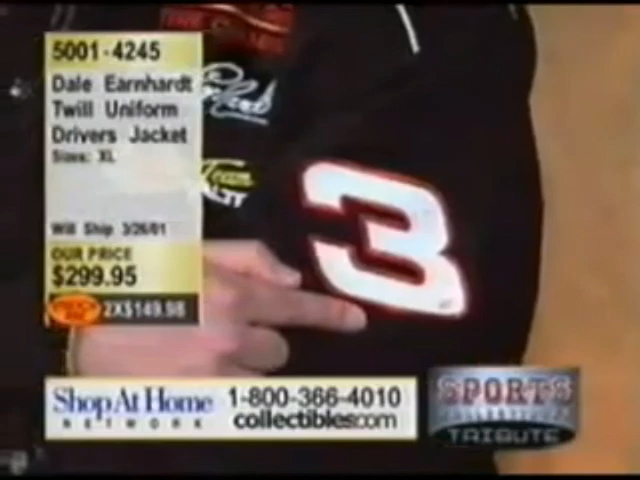 5001-4245
Dale Earnhardt
Twill Uniform
Drivers Jacket
Size: XL
Will Ship 3/26/01
OUR PRICE
$299.95
2X$149.98
3
Shop At Home
NETWORK
1-800-366-4010
collectibles.com
SPORTS
TRIBUTE